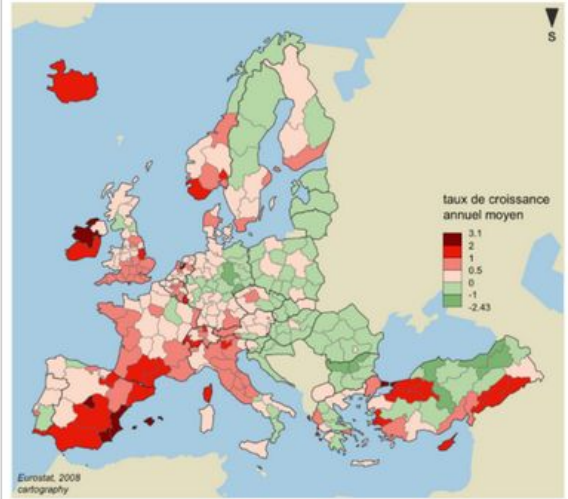 S
taux de croissance
annuel moyen
3.1
2
1
0.5
0
-1
-2.43
Eurostat, 2008
cartography